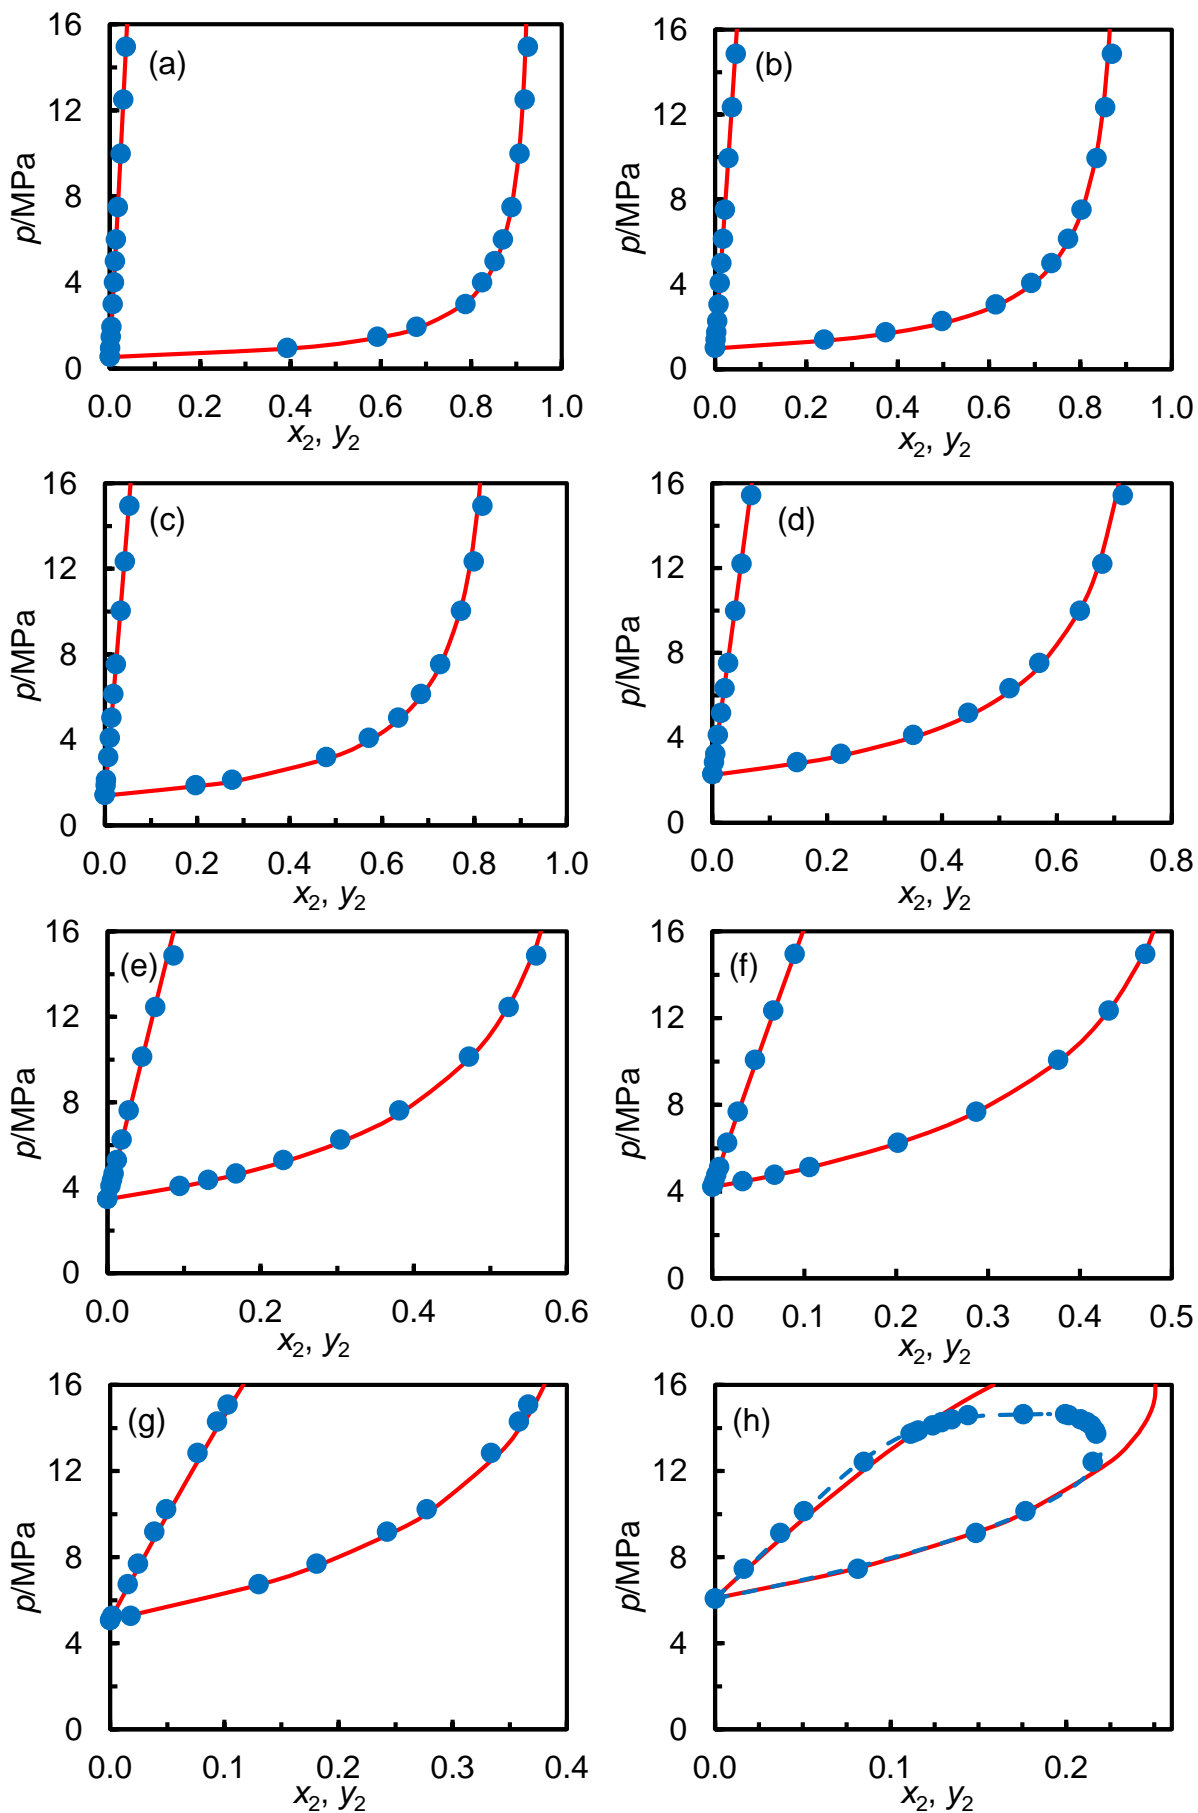 16
(a)
12
p/MPa
8
4
0
0.0 0.2 0.4 0.6 0.8 1.0
x2, y2
16
(b)
12
p/MPa
8
4
0
0.0 0.2 0.4 0.6 0.8 1.0
x2, y2
16
(c)
12
p/MPa
8
4
0
0.0 0.2 0.4 0.6 0.8 1.0
x2, y2
16
(d)
12
p/MPa
8
4
0
0.0 0.2 0.4 0.6 0.8
x2, y2
16
(e)
12
p/MPa
8
4
0
0.0 0.2 0.4 0.6
x2, y2
16
(f)
12
p/MPa
8
4
0
0.0 0.1 0.2 0.3 0.4 0.5
x2, y2
16
(g)
12
p/MPa
8
4
0
0.0 0.1 0.2 0.3 0.4
x2, y2
16
(h)
12
p/MPa
8
4
0
0.0 0.1 0.2
x2, y2